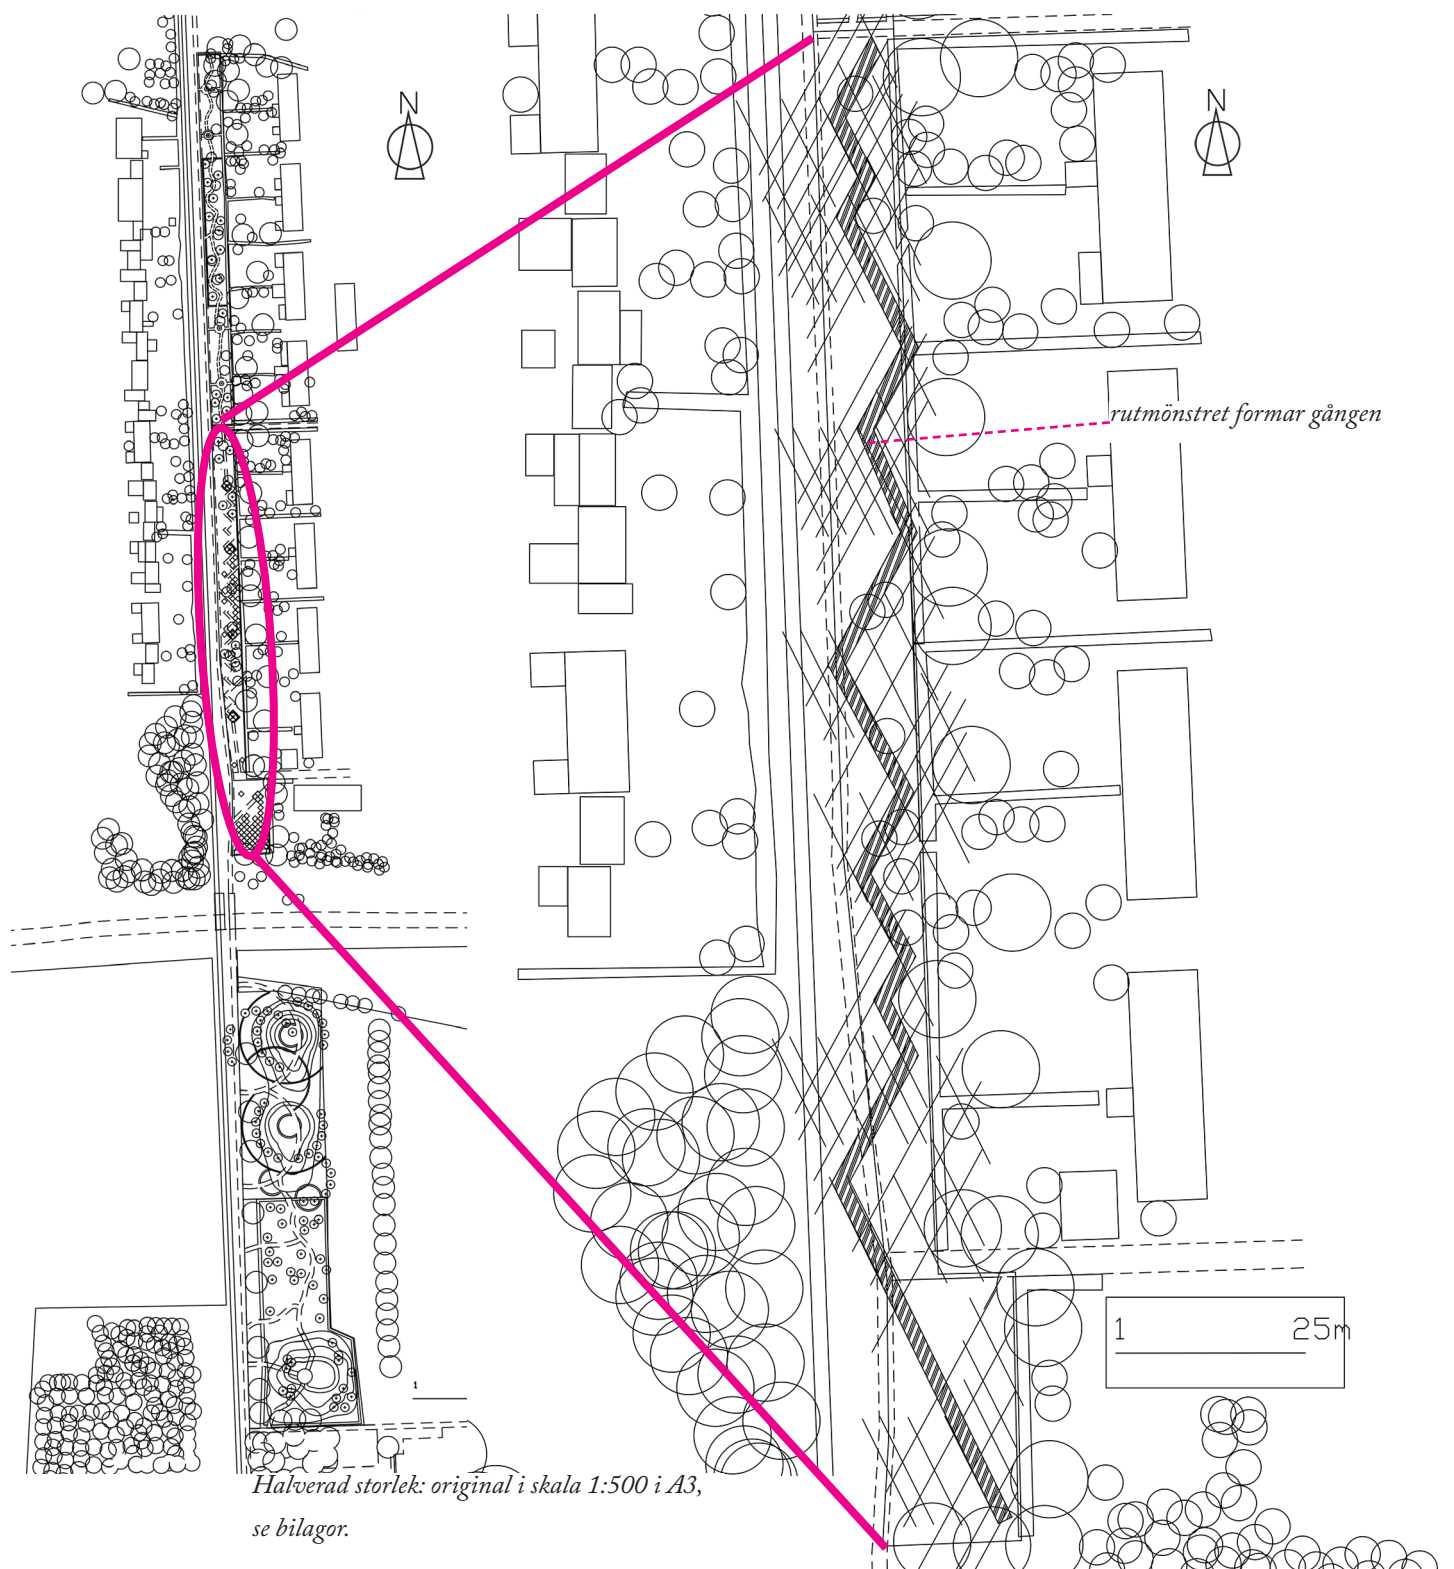 N
N
rutmönstret formar gången
1 25m
1
Halverad storlek: original i skala 1:500 i A3,
se bilagor.